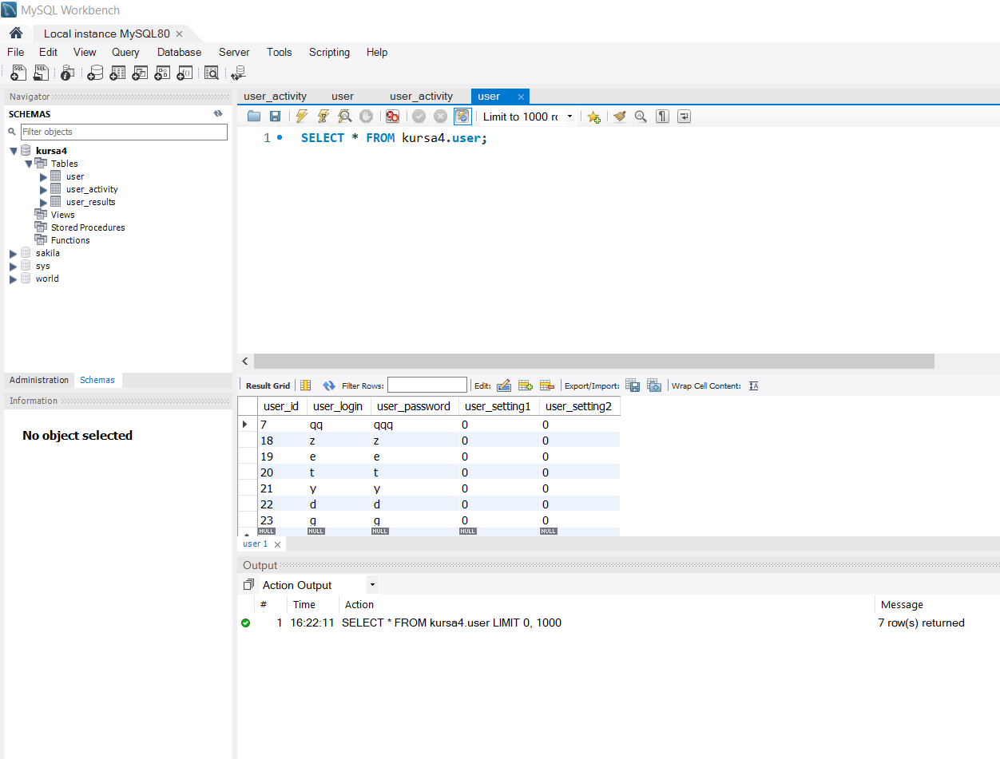 MySQL Workbench
Local instance MySQL80
File Edit View Query Database Server Tools Scripting Help
Navigator
SCHEMAS
Filter objects
kursa4
Tables
user
user_activity
user_results
Views
Stored Procedures
Functions
sakila
sys
world
Administration Schemas
Information
No object selected
user_activity user user_activity user
Limit to 1000 rc
1 SELECT * FROM kursa4.user;
Result Grid Filter Rows: Edit: Export/Import: Wrap Cell Content:
user_id user_login user_password user_setting1 user_setting2
7 qq qqq 0 0
18 z z 0 0
19 e e 0 0
20 t t 0 0
21 y y 0 0
22 d d 0 0
23 g g 0 0
NULL NULL NULL NULL NULL
user 1
Output
Action Output
# Time Action Message
1 16:22:11 SELECT * FROM kursa4.user LIMIT 0, 1000 7 row(s) returned